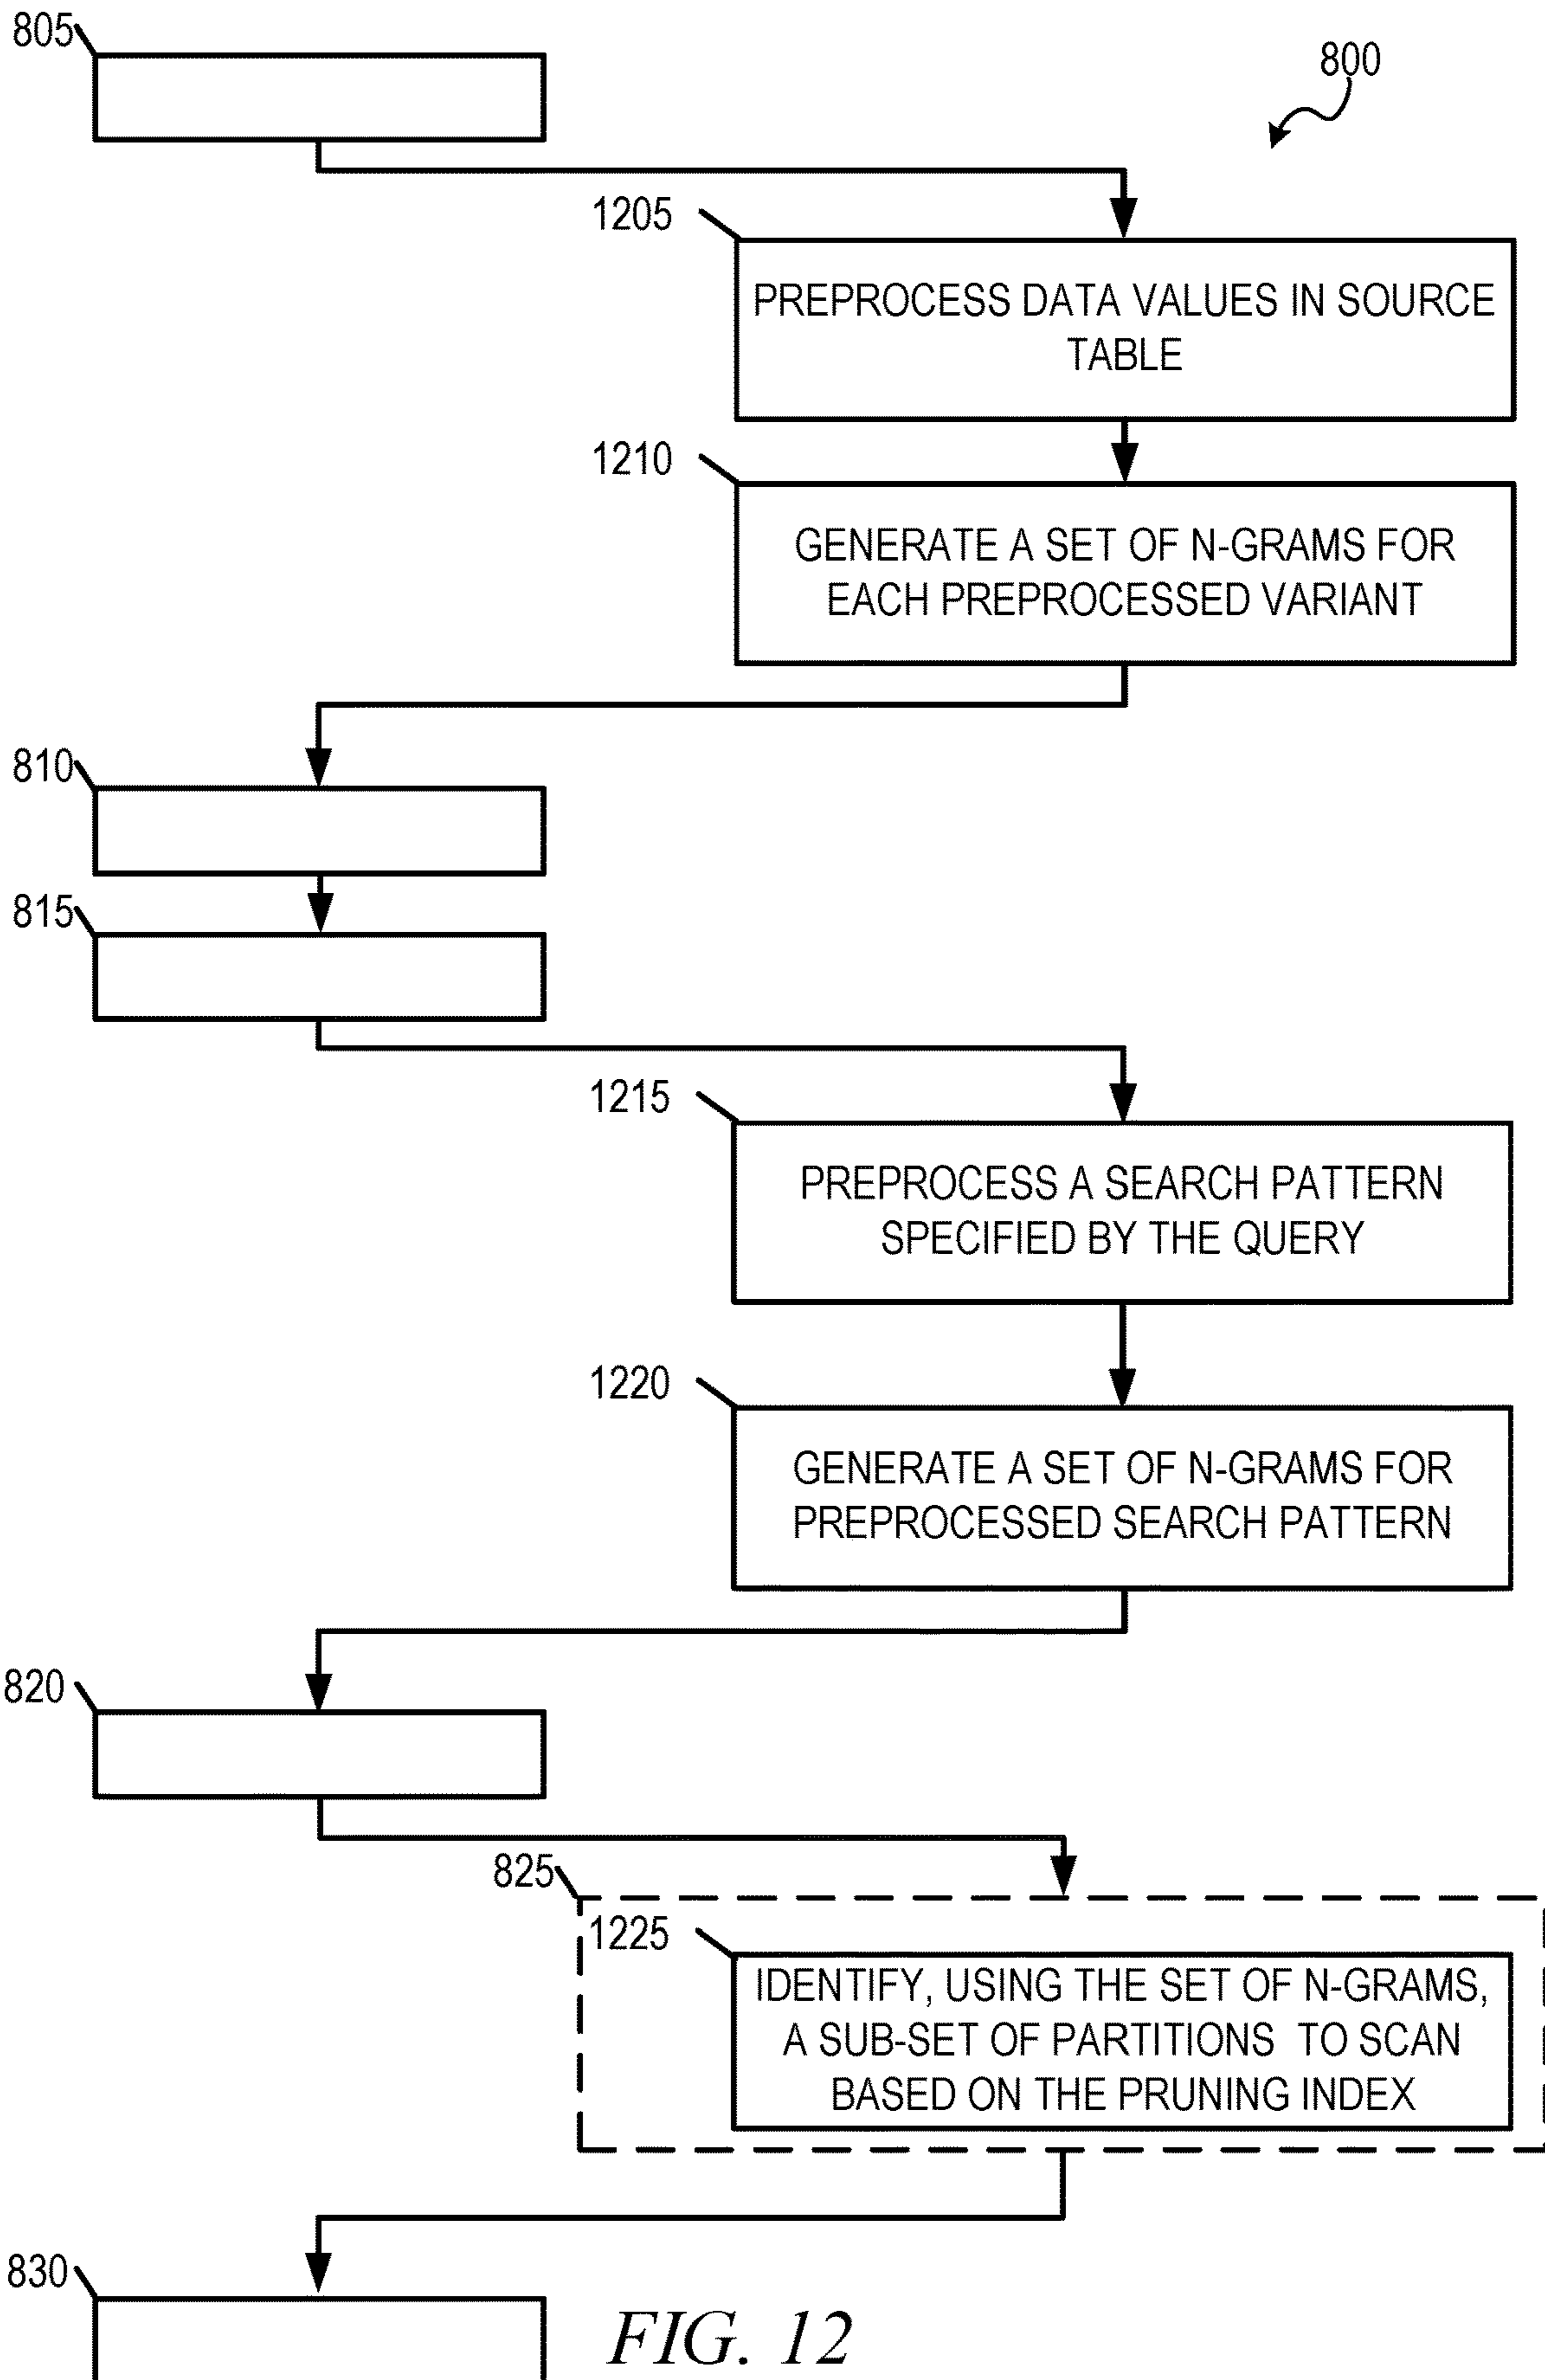 805
800
1205
PREPROCESS DATA VALUES IN SOURCE
TABLE
1210
GENERATE A SET OF N-GRAMS FOR
EACH PREPROCESSED VARIANT
810
815
1215
PREPROCESS A SEARCH PATTERN
SPECIFIED BY THE QUERY
1220
GENERATE A SET OF N-GRAMS FOR
PREPROCESSED SEARCH PATTERN
820
825
1225
IDENTIFY, USING THE SET OF N-GRAMS,
A SUB-SET OF PARTITIONS TO SCAN
BASED ON THE PRUNING INDEX
830
FIG. 12